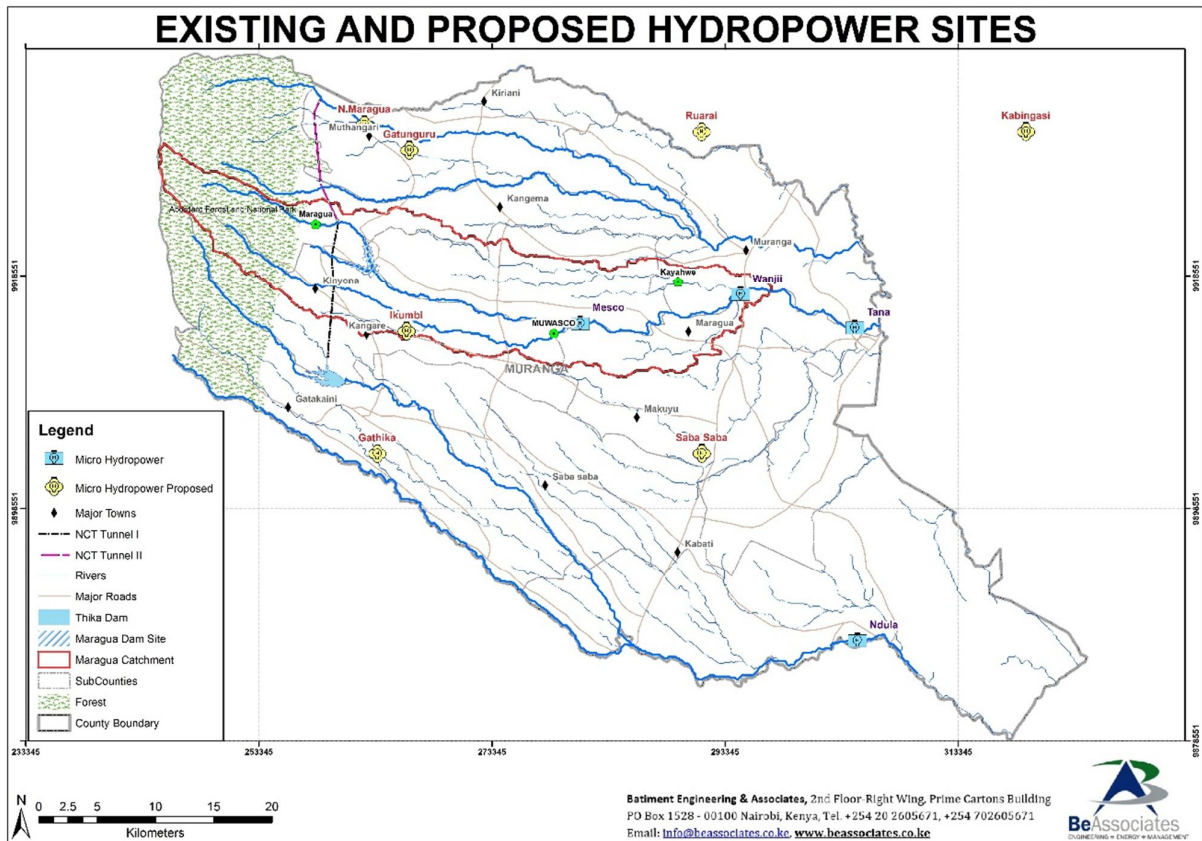 EXISTING AND PROPOSED HYDROPOWER SITES
Kiriani
N.Maragua
Muthangari
Gatunguru
Ruarai
Kabingasi
Kangema
Maragua
Muranga
Kayahwe
Wanjii
Kinyona
Mesco
Tana
Ikumbi
Kangare
MUWASCO
Maragua
MURANGA
Gatakaini
Makuyu
Gathika
Saba Saba
Saba saba
Kabati
Ndula
9918551
9918551
9898551
9898551
9878551
Legend
Micro Hydropower
Micro Hydropower Proposed
Major Towns
NCT Tunnel I
NCT Tunnel II
Rivers
Major Roads
Thika Dam
Maragua Dam Site
Maragua Catchment
SubCounties
Forest
County Boundary
233345
253345
273345
293345
313345
N
0 2.5 5 10 15 20
Kilometers
Batiment Engineering & Associates, 2nd Floor-Right Wing, Prime Cartons Building
PO Box 1528 - 00100 Nairobi, Kenya, Tel. +254 20 2605671, +254 702605671
Email: info@beassociates.co.ke, www.beassociates.co.ke
BeAssociates
ENGINEERING ENERGY MANAGEMENT